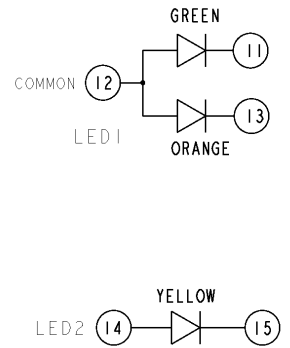 GREEN
11
COMMON 12
13
LED1
ORANGE
YELLOW
LED2 14 15